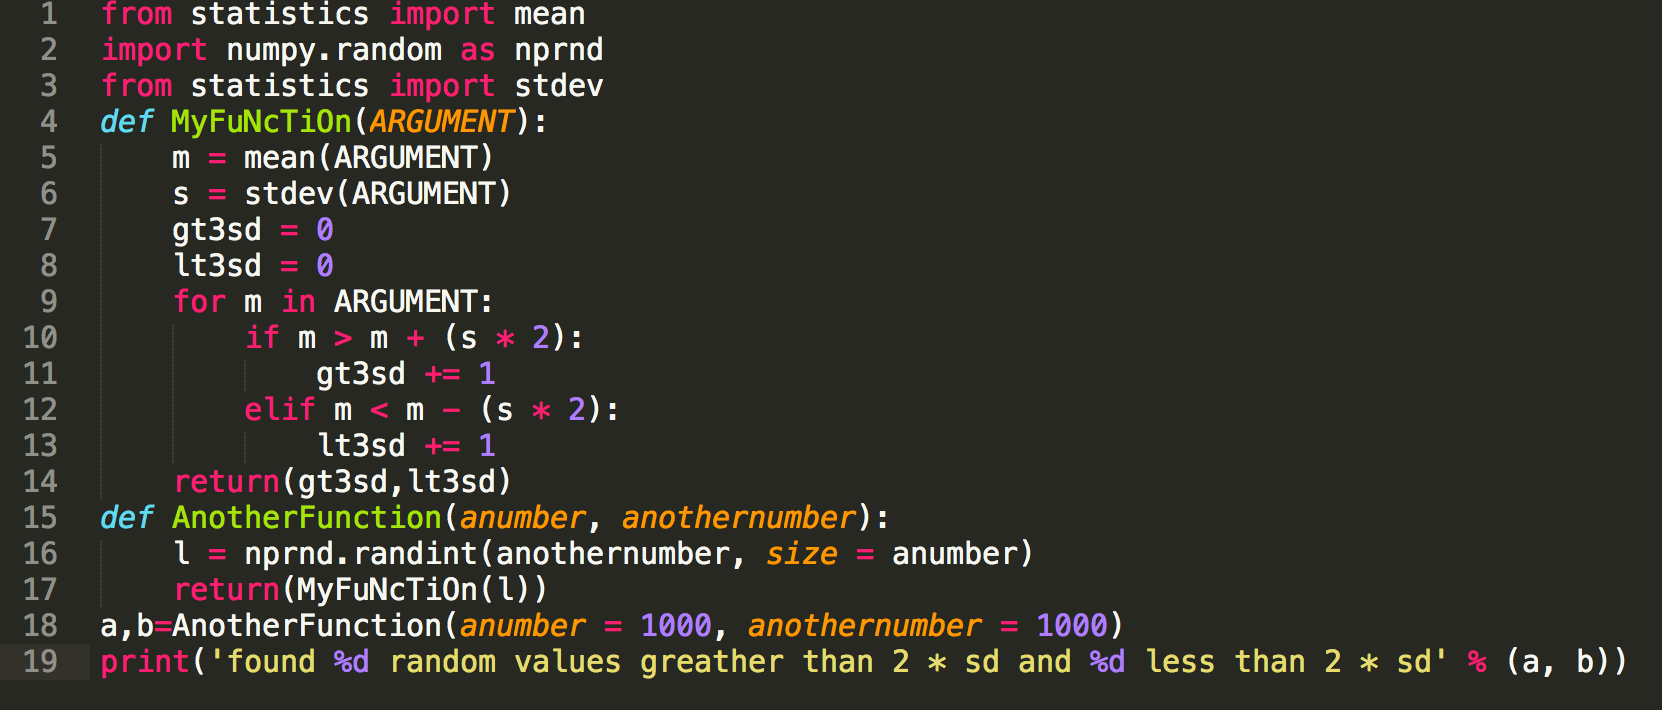 1 from statistics import mean
2 import numpy.random as nprnd
3 from statistics import stdev
4 def MyFuNcTiOn(ARGUMENT):
5     m = mean(ARGUMENT)
6     s = stdev(ARGUMENT)
7     gt3sd = 0
8     lt3sd = 0
9     for m in ARGUMENT:
10         if m > m + (s * 2):
11             gt3sd += 1
12         elif m < m - (s * 2):
13             lt3sd += 1
14     return(gt3sd,lt3sd)
15 def AnotherFunction(anumber, anothernumber):
16     l = nprnd.randint(anothernumber, size = anumber)
17     return(MyFuNcTiOn(l))
18 a,b=AnotherFunction(anumber = 1000, anothernumber = 1000)
19 print('found %d random values greather than 2 * sd and %d less than 2 * sd' % (a, b))